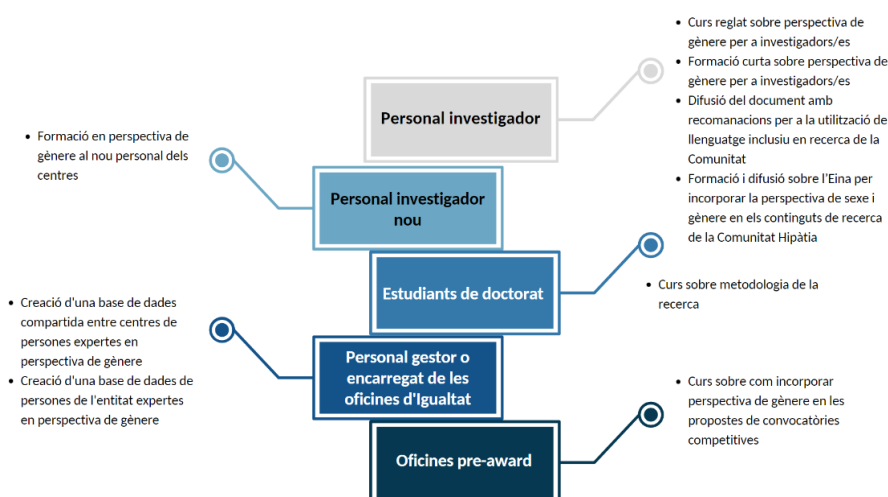 Personal investigador
• Curs reglat sobre perspectiva de
gènere per a investigadors/es
• Formació curta sobre perspectiva de
gènere per a investigadors/es
• Difusió del document amb
recomanacions per a la utilització de
llenguatge inclusiu en recerca de la
Comunitat
• Formació i difusió sobre l'Eina per
incorporar la perspectiva de sexe i
gènere en els continguts de recerca
de la Comunitat Hipàtia
• Formació en perspectiva de
gènere al nou personal dels
centres
Personal investigador
nou
Estudiants de doctorat
• Curs sobre metodologia de la
recerca
• Creació d'una base de dades
compartida entre centres de
persones expertes en
perspectiva de gènere
• Creació d'una base de dades de
persones de l'entitat expertes
en perspectiva de gènere
Personal gestor o
encarregat de les
oficines d'Igualtat
Oficines pre-award
• Curs sobre com incorporar
perspectiva de gènere en les
propostes de convocatòries
competitives